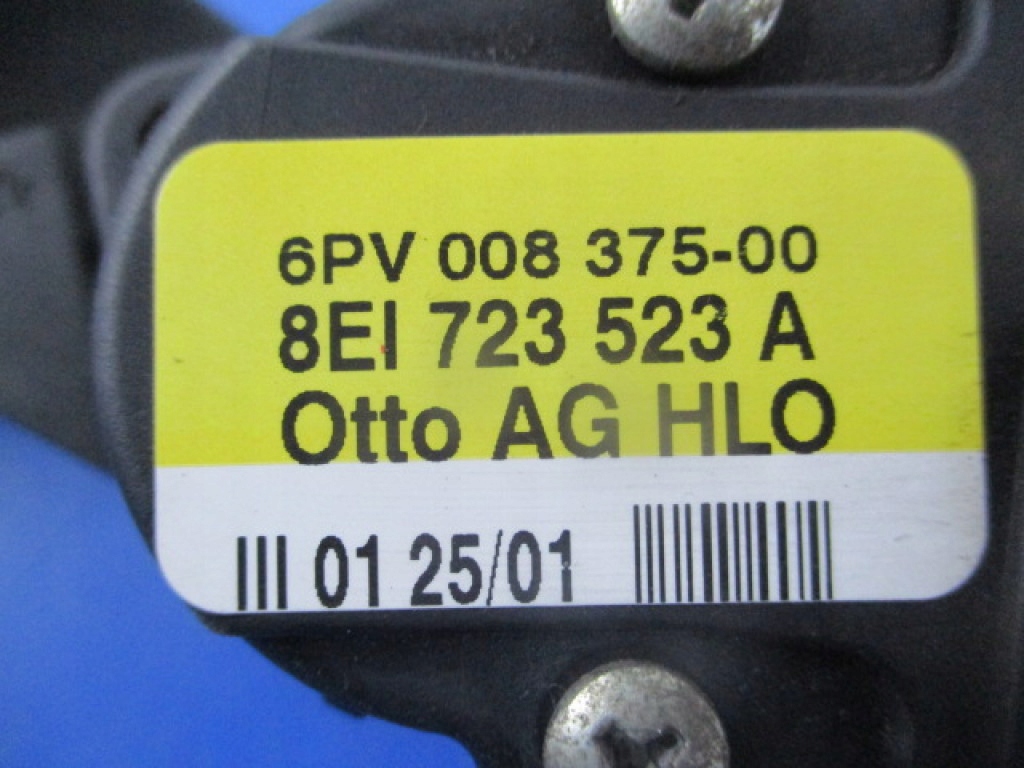 6PV 008 375-00
8EI 723 523 A
Otto AG HLO
III 01 25/01